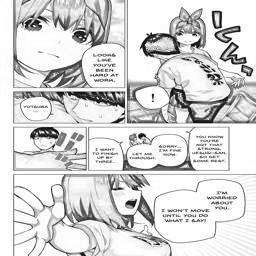 LOOKS
LIKE
YOU'VE
BEEN
HARD AT
WORK,
とん、
!
YOTSUBA
YOU KNOW
YOU'RE
NOT THAT
STRONG,
UESUGI-SAN,
SO GET
SOME REST.
SORRY...
I'M FINE
NOW.
LET ME
THROUGH.
I WANT
TO FINISH
UP BY
THREE.
I'M
WORRIED
ABOUT
YOU.
I WON'T MOVE
UNTIL YOU DO
WHAT I SAY!